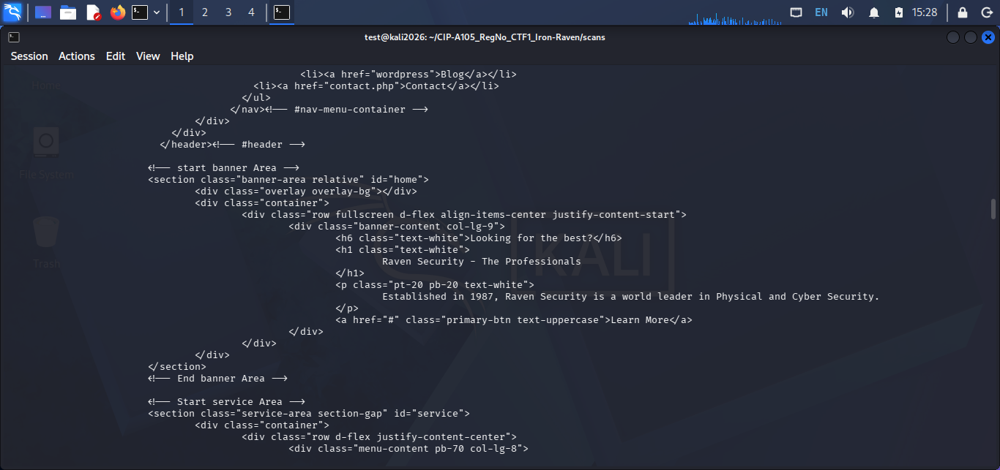 1 2 3 4 EN 15:28
test@kali2026: ~/CIP-A105_RegNo_CTF1_Iron-Raven/scans
Session Actions Edit View Help
<li><a href="wordpress">Blog</a></li>
<li><a href="contact.php">Contact</a></li>
</ul>
</nav><!-- #nav-menu-container -->
</div>
</div>
</header><!-- #header -->
<!-- start banner Area -->
<section class="banner-area relative" id="home">
<div class="overlay overlay-bg"></div>
<div class="container">
<div class="row fullscreen d-flex align-items-center justify-content-start">
<div class="banner-content col-lg-9">
<h6 class="text-white">Looking for the best?</h6>
<h1 class="text-white">
Raven Security - The Professionals
</h1>
<p class="pt-20 pb-20 text-white">
Established in 1987, Raven Security is a world leader in Physical and Cyber Security.
</p>
<a href="#" class="primary-btn text-uppercase">Learn More</a>
</div>
</div>
</div>
</section>
<!-- End banner Area -->
<!-- Start service Area -->
<section class="service-area section-gap" id="service">
<div class="container">
<div class="row d-flex justify-content-center">
<div class="menu-content pb-70 col-lg-8">
Home
File System
Trash
KALI